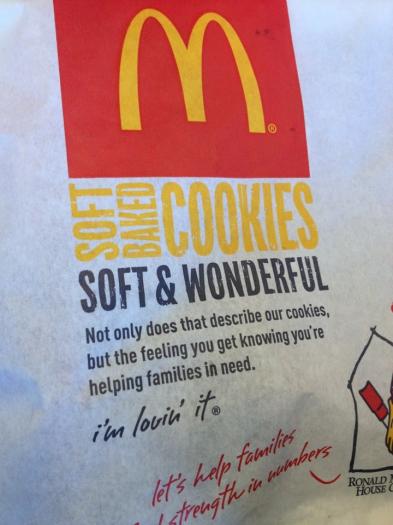 M®
SOFT BAKED COOKIES
SOFT & WONDERFUL
Not only does that describe our cookies,
but the feeling you get knowing you're
helping families in need.
i'm lovin' it®
let's help families
strength in numbers
RONALD
HOUSE